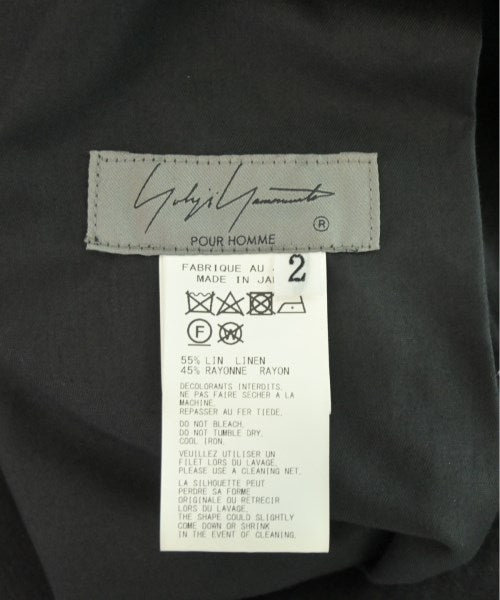 Yohji Yamamoto
®
POUR HOMME
2
FABRIQUE AU
MADE IN
F
W
55% LIN LINEN
45% RAYONNE RAYON
DECOLORANTS INTERDITS.
NE PAS FAIRE SECHER A LA
MACHINE.
REPASSER AU FER TIEDE.
DO NOT BLEACH.
DO NOT TUMBLE DRY.
COOL IRON.
VEUILLEZ UTILISER UN
FILET LORS DU LAVAGE.
PLEASE USE A CLEANING NET.
LA SILHOUETTE PEUT
PERDRE SA FORME
ORIGINALE OU RETRECIR
LORS DU LAVAGE.
THE SHAPE COULD SLIGHTLY
COME DOWN OR SHRINK
IN THE EVENT OF CLEANING.